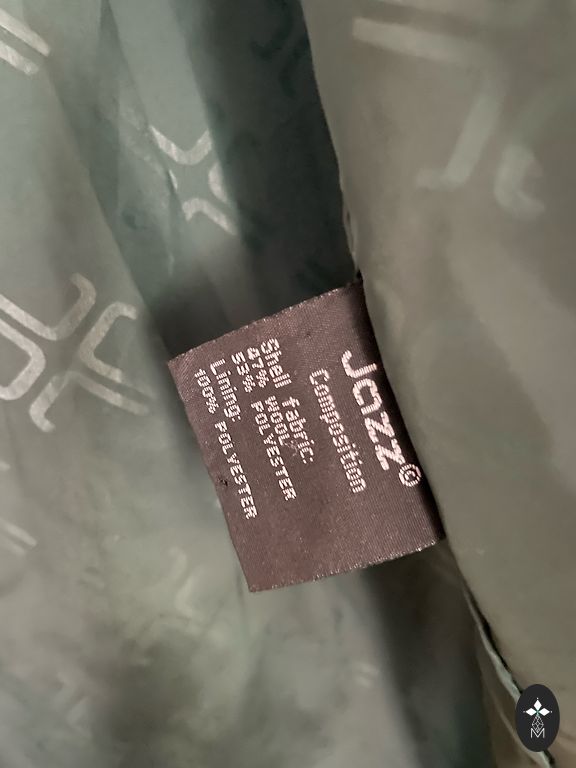 Jazz©
Composition
Shell fabric:
47% WOOL
53% POLYESTER
Lining:
100% POLYESTER
M